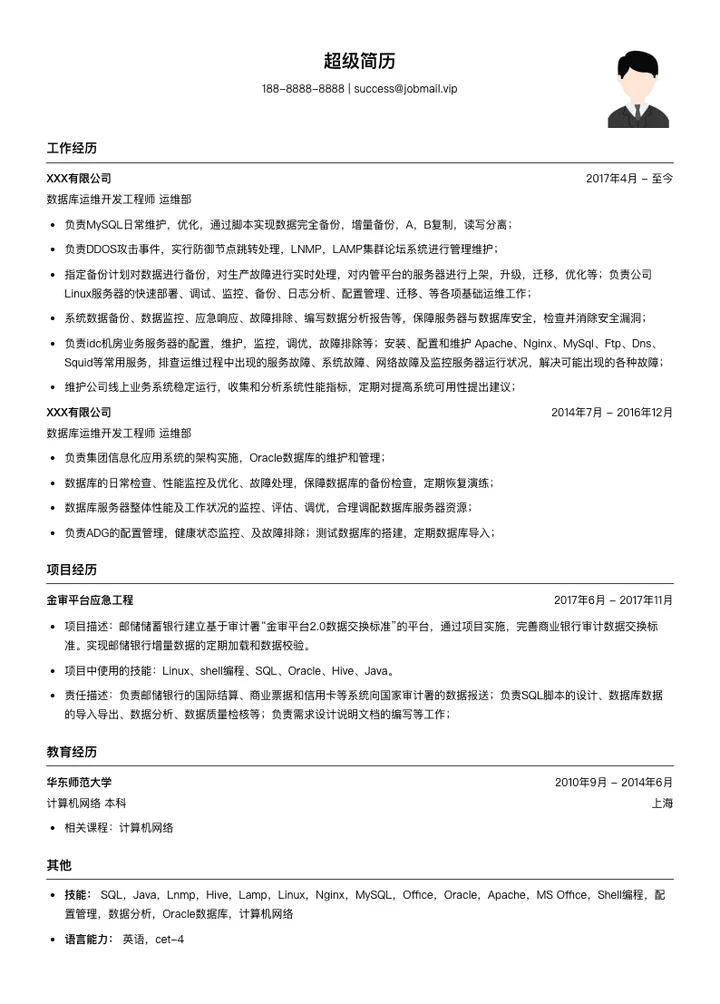 超级简历
188-8888-8888 | success@jobmail.vip
工作经历
XXX有限公司 2017年4月 – 至今
数据库运维开发工程师 运维部
• 负责MySQL日常维护，优化，通过脚本实现数据完全备份，增量备份，A，B复制，读写分离；
• 负责DDOS攻击事件，实行防御节点跳转处理，LNMP，LAMP集群论坛系统进行管理维护；
• 指定备份计划对数据进行备份，对生产故障进行实时处理，对内管平台的服务器进行上架，升级，迁移，优化等；负责公司
Linux服务器的快速部署、调试、监控、备份、日志分析、配置管理、迁移、等各项基础运维工作；
• 系统数据备份、数据监控、应急响应、故障排除、编写数据分析报告等，保障服务器与数据库安全，检查并消除安全漏洞；
• 负责idc机房业务服务器的配置，维护，监控，调优，故障排除等；安装、配置和维护 Apache、Nginx、MySql、Ftp、Dns、
Squid等常用服务，排查运维过程中出现的服务故障、系统故障、网络故障及监控服务器运行状况，解决可能出现的各种故障；
• 维护公司线上业务系统稳定运行，收集和分析系统性能指标，定期对提高系统可用性提出建议；
XXX有限公司 2014年7月 – 2016年12月
数据库运维开发工程师 运维部
• 负责集团信息化应用系统的架构实施，Oracle数据库的维护和管理；
• 数据库的日常检查、性能监控及优化、故障处理，保障数据库的备份检查，定期恢复演练；
• 数据库服务器整体性能及工作状况的监控、评估、调优，合理调配数据库服务器资源；
• 负责ADG的配置管理，健康状态监控、及故障排除；测试数据库的搭建，定期数据库导入；
项目经历
金审平台应急工程 2017年6月 – 2017年11月
• 项目描述：邮储储蓄银行建立基于审计署“金审平台2.0数据交换标准”的平台，通过项目实施，完善商业银行审计数据交换标
准。实现邮储银行增量数据的定期加载和数据校验。
• 项目中使用的技能：Linux、shell编程、SQL、Oracle、Hive、Java。
• 责任描述：负责邮储银行的国际结算、商业票据和信用卡等系统向国家审计署的数据报送；负责SQL脚本的设计、数据库数据
的导入导出、数据分析、数据质量检核等；负责需求设计说明文档的编写等工作；
教育经历
华东师范大学 2010年9月 – 2014年6月
计算机网络 本科 上海
• 相关课程：计算机网络
其他
• 技能： SQL，Java，Lnmp，Hive，Lamp，Linux，Nginx，MySQL，Office，Oracle，Apache，MS Office，Shell编程，配
置管理，数据分析，Oracle数据库，计算机网络
• 语言能力： 英语，cet-4